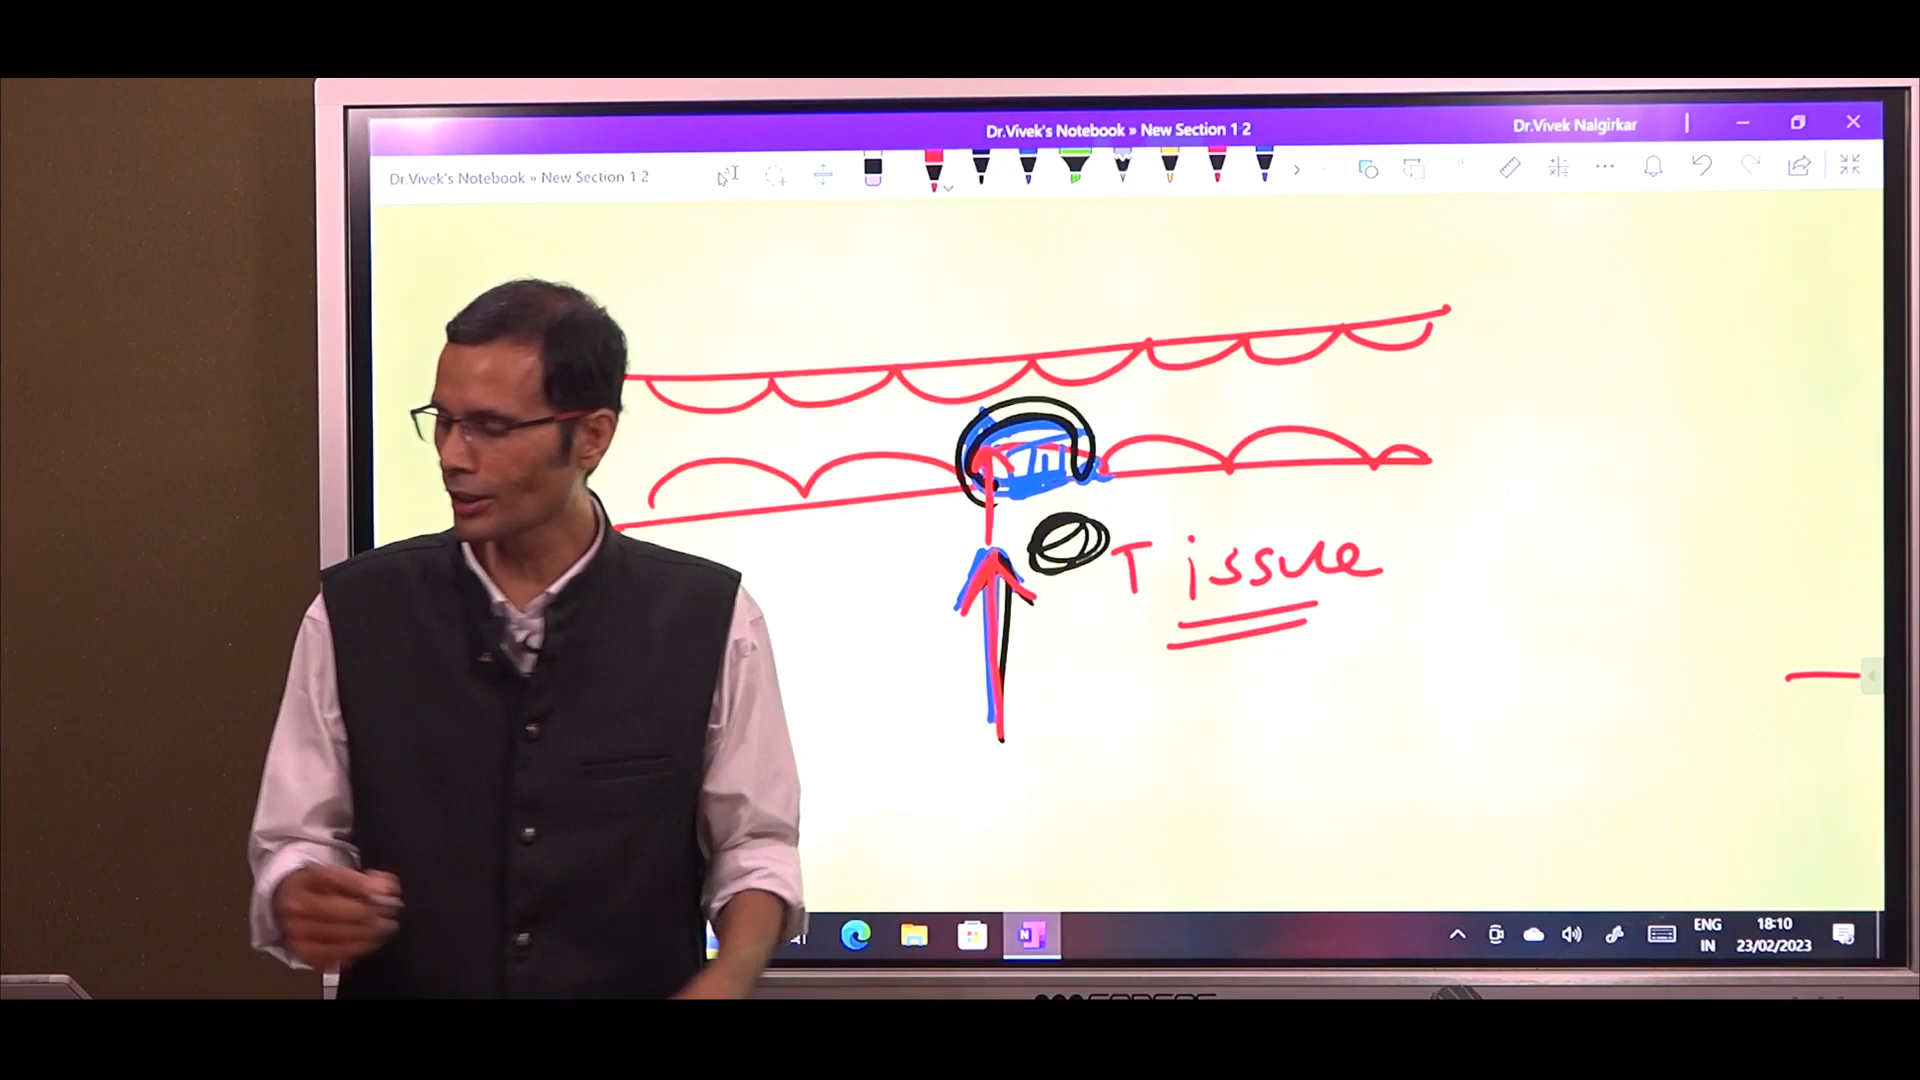 Dr.Vivek's Notebook » New Section 1 2
Dr.Vivek Nalgirkar
Dr.Vivek's Notebook » New Section 1 2
Tissue
ENG
IN
18:10
23/02/2023